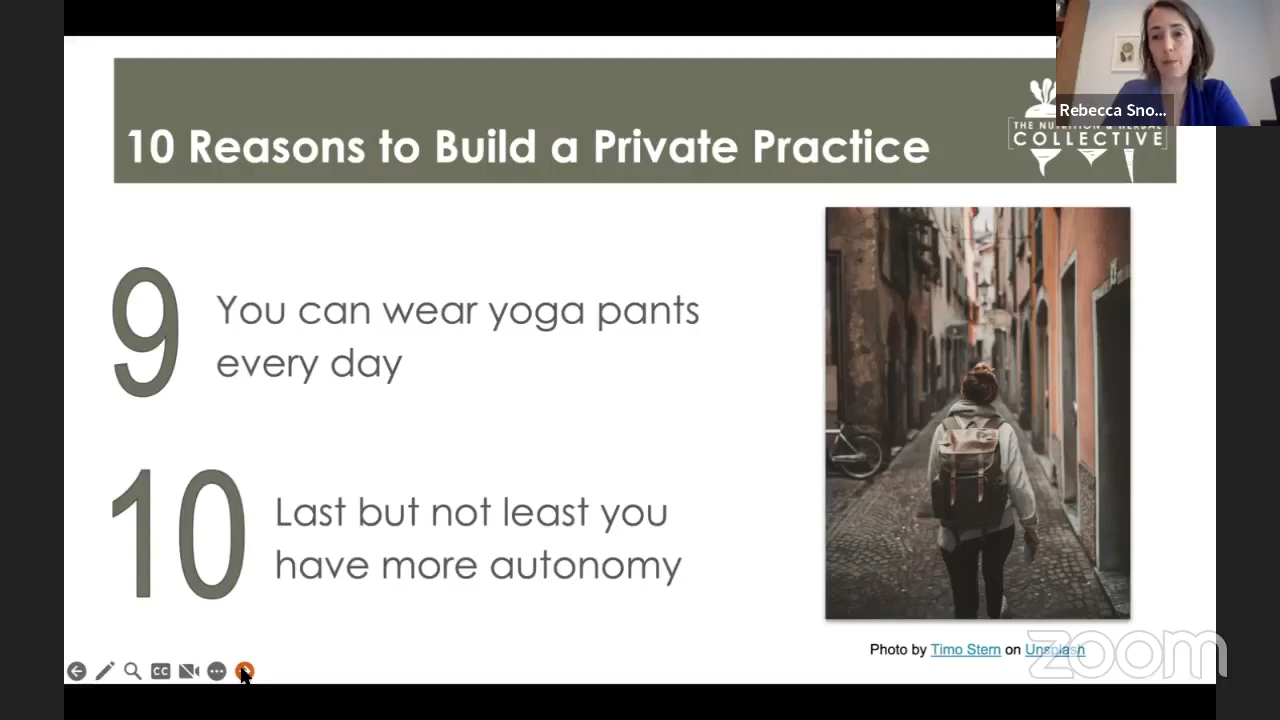 10 Reasons to Build a Private Practice
Rebecca Sno...
THE NUTRITION & HERBAL
COLLECTIVE
9
You can wear yoga pants
every day
10
Last but not least you
have more autonomy
Photo by Timo Stern on Unsplash
CC
zoom